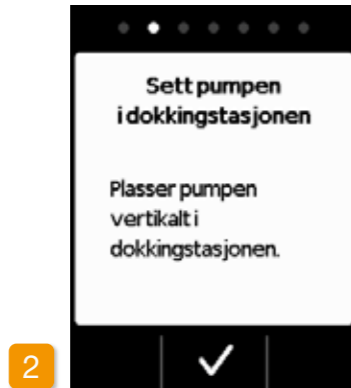 Sett pumpen
i dokkingstasjonen
Plasser pumpen
vertikalt i
dokkingstasjonen.
2